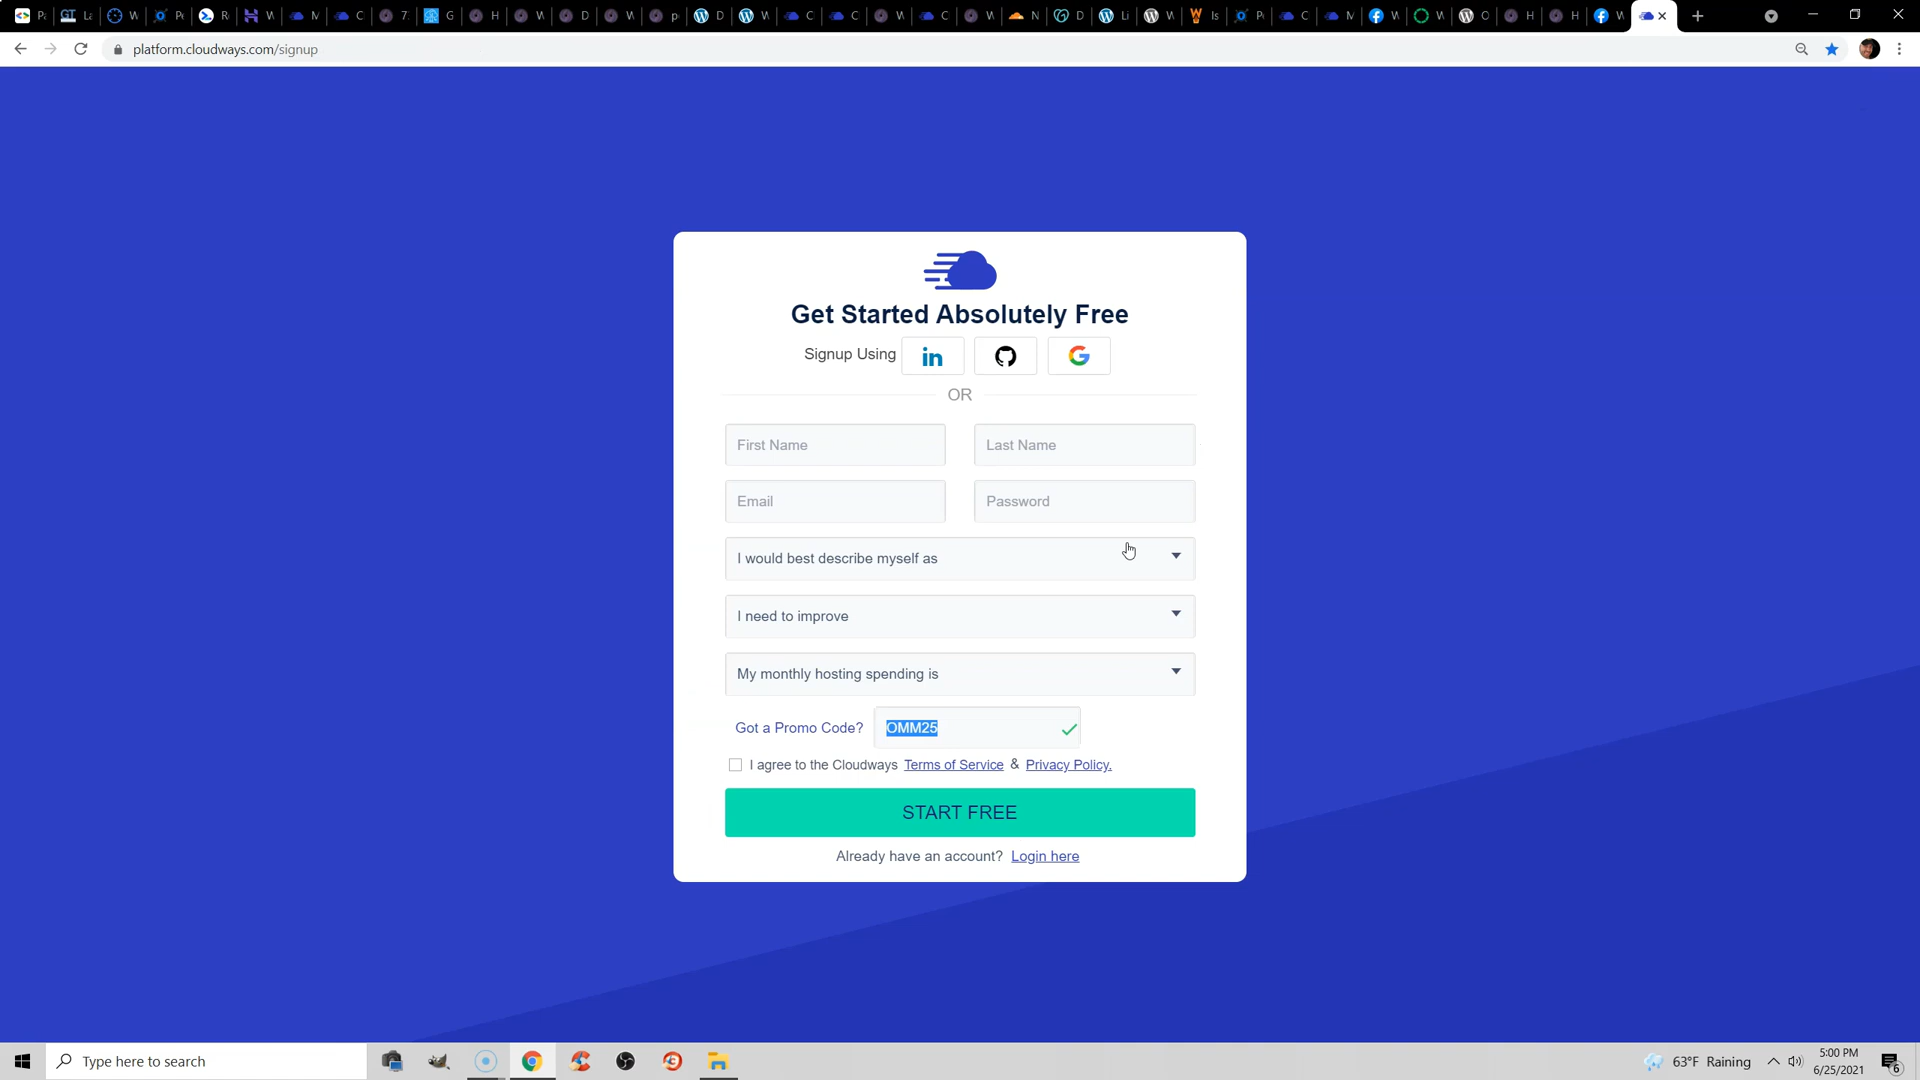 platform.cloudways.com/signup
Get Started Absolutely Free
Signup Using
OR
First Name
Last Name
Email
Password
I would best describe myself as
I need to improve
My monthly hosting spending is
Got a Promo Code?
OMM25
I agree to the Cloudways Terms of Service & Privacy Policy.
START FREE
Already have an account? Login here
Type here to search
63°F Raining
5:00 PM
6/25/2021
6